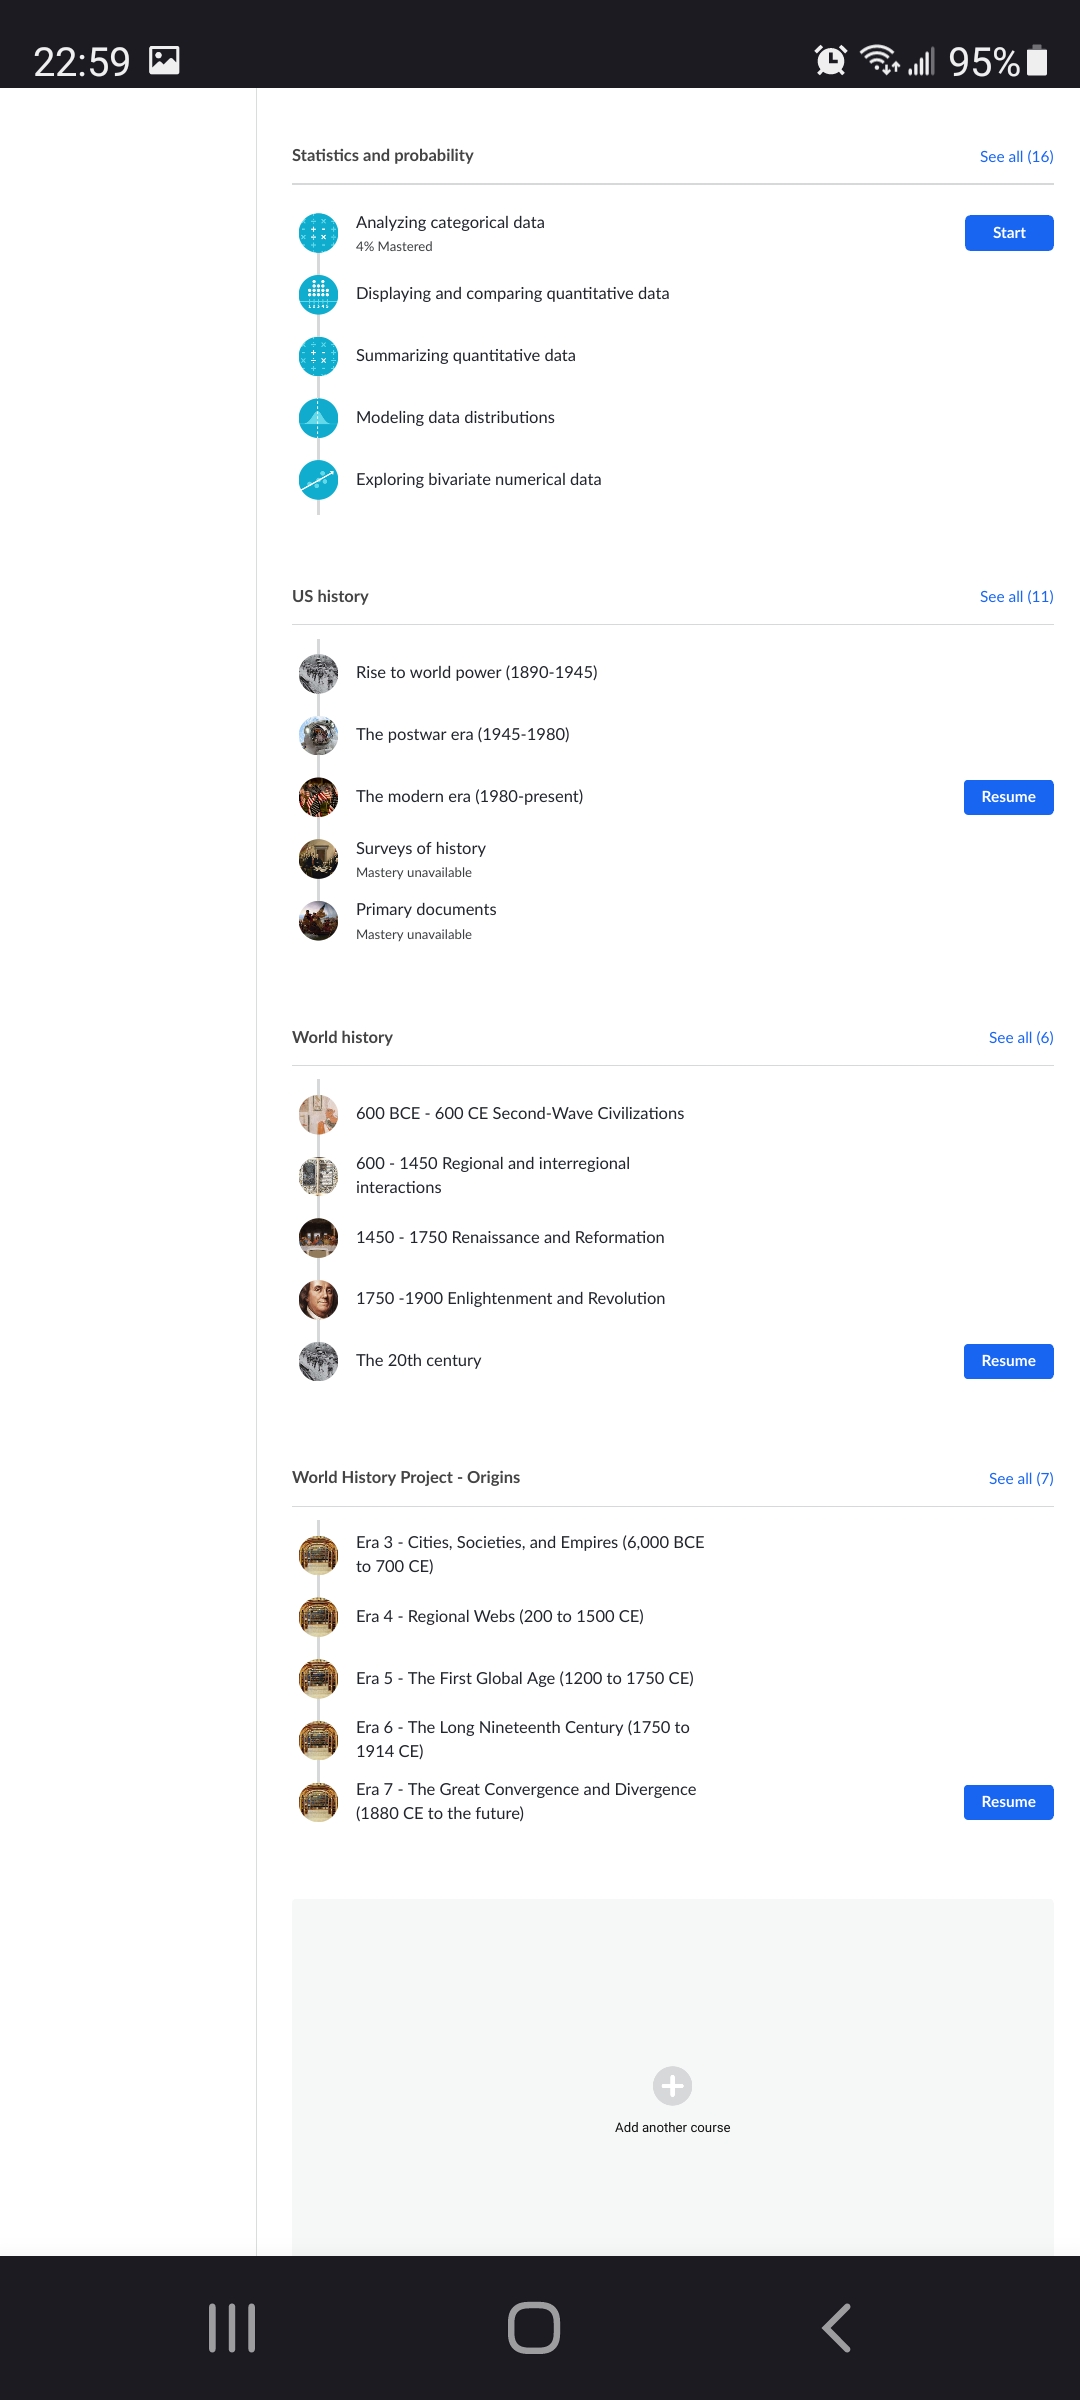 22:59
95%
Statistics and probability
See all (16)
Analyzing categorical data
4% Mastered
Start
Displaying and comparing quantitative data
Summarizing quantitative data
Modeling data distributions
Exploring bivariate numerical data
US history
See all (11)
Rise to world power (1890-1945)
The postwar era (1945-1980)
The modern era (1980-present)
Resume
Surveys of history
Mastery unavailable
Primary documents
Mastery unavailable
World history
See all (6)
600 BCE - 600 CE Second-Wave Civilizations
600 - 1450 Regional and interregional
interactions
1450 - 1750 Renaissance and Reformation
1750 -1900 Enlightenment and Revolution
The 20th century
Resume
World History Project - Origins
See all (7)
Era 3 - Cities, Societies, and Empires (6,000 BCE
to 700 CE)
Era 4 - Regional Webs (200 to 1500 CE)
Era 5 - The First Global Age (1200 to 1750 CE)
Era 6 - The Long Nineteenth Century (1750 to
1914 CE)
Era 7 - The Great Convergence and Divergence
(1880 CE to the future)
Resume
Add another course